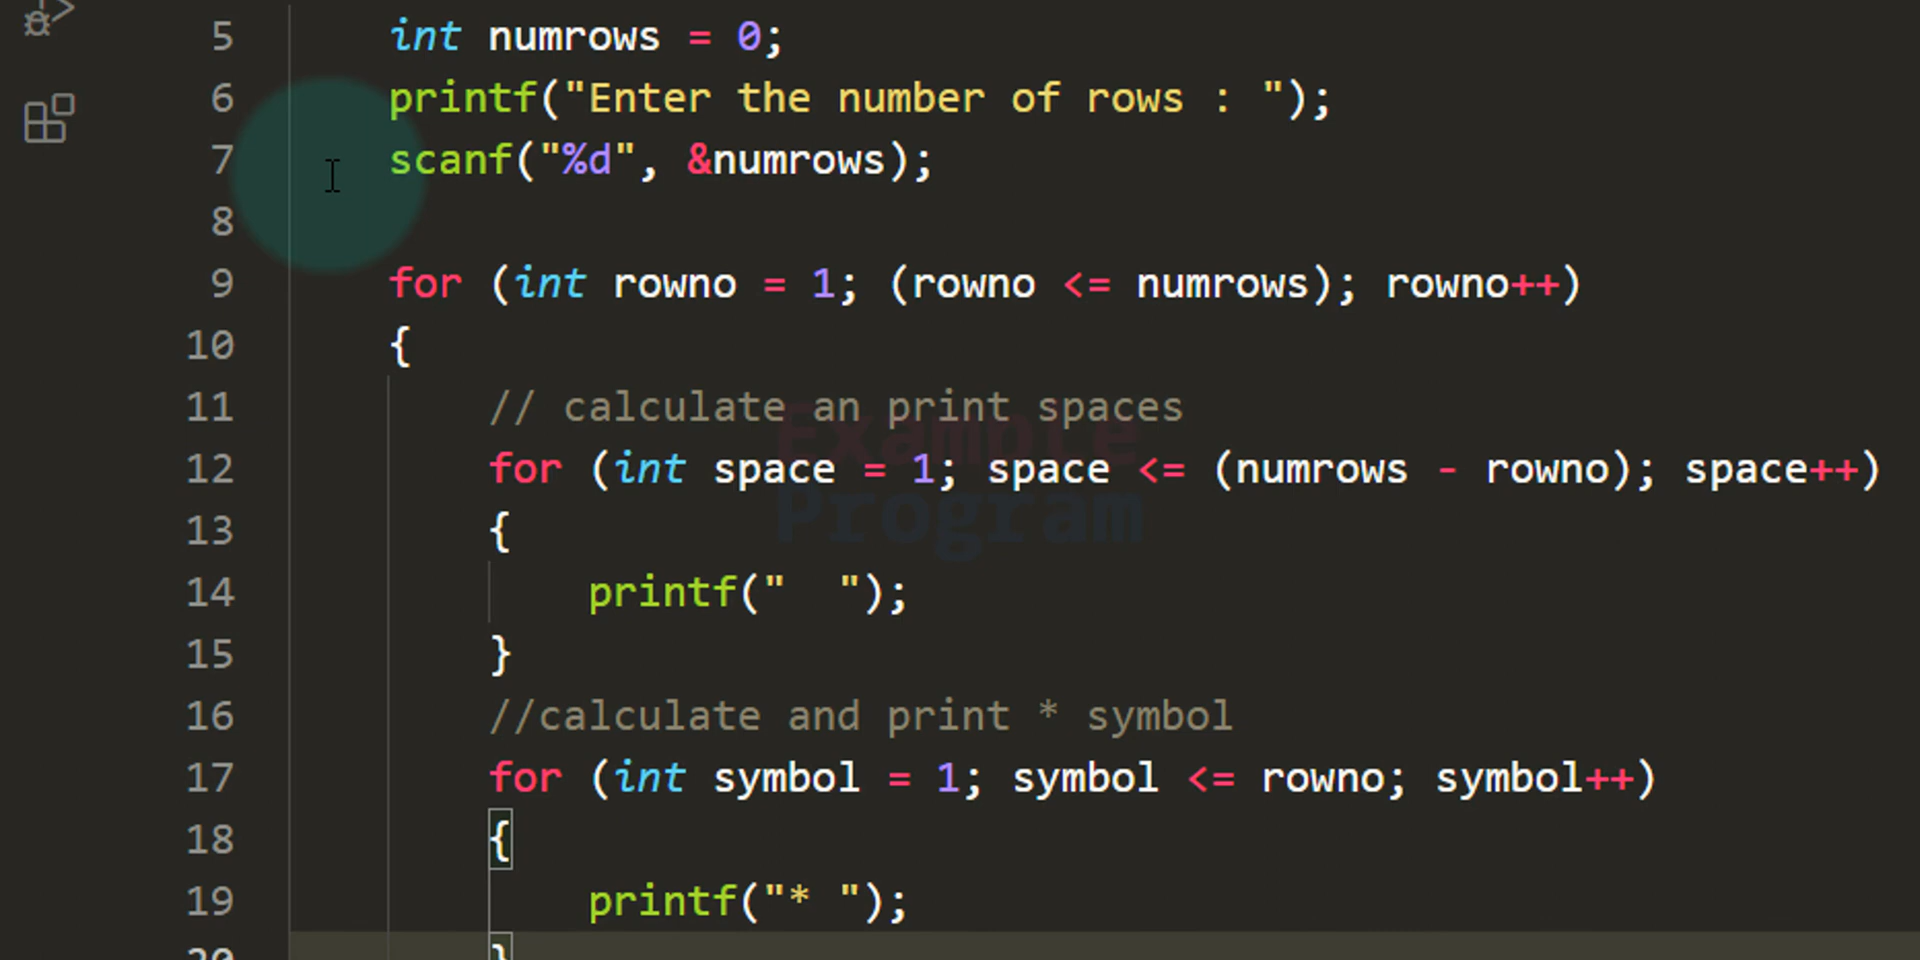 5 int numrows = 0;
6 printf("Enter the number of rows : ");
7 scanf("%d", &numrows);
8
9 for (int rowno = 1; (rowno <= numrows); rowno++)
10 {
11 // calculate an print spaces
12 for (int space = 1; space <= (numrows - rowno); space++)
13 {
14 printf("  ");
15 }
16 //calculate and print * symbol
17 for (int symbol = 1; symbol <= rowno; symbol++)
18 {
19 printf("* ");
20 }
Example
Program